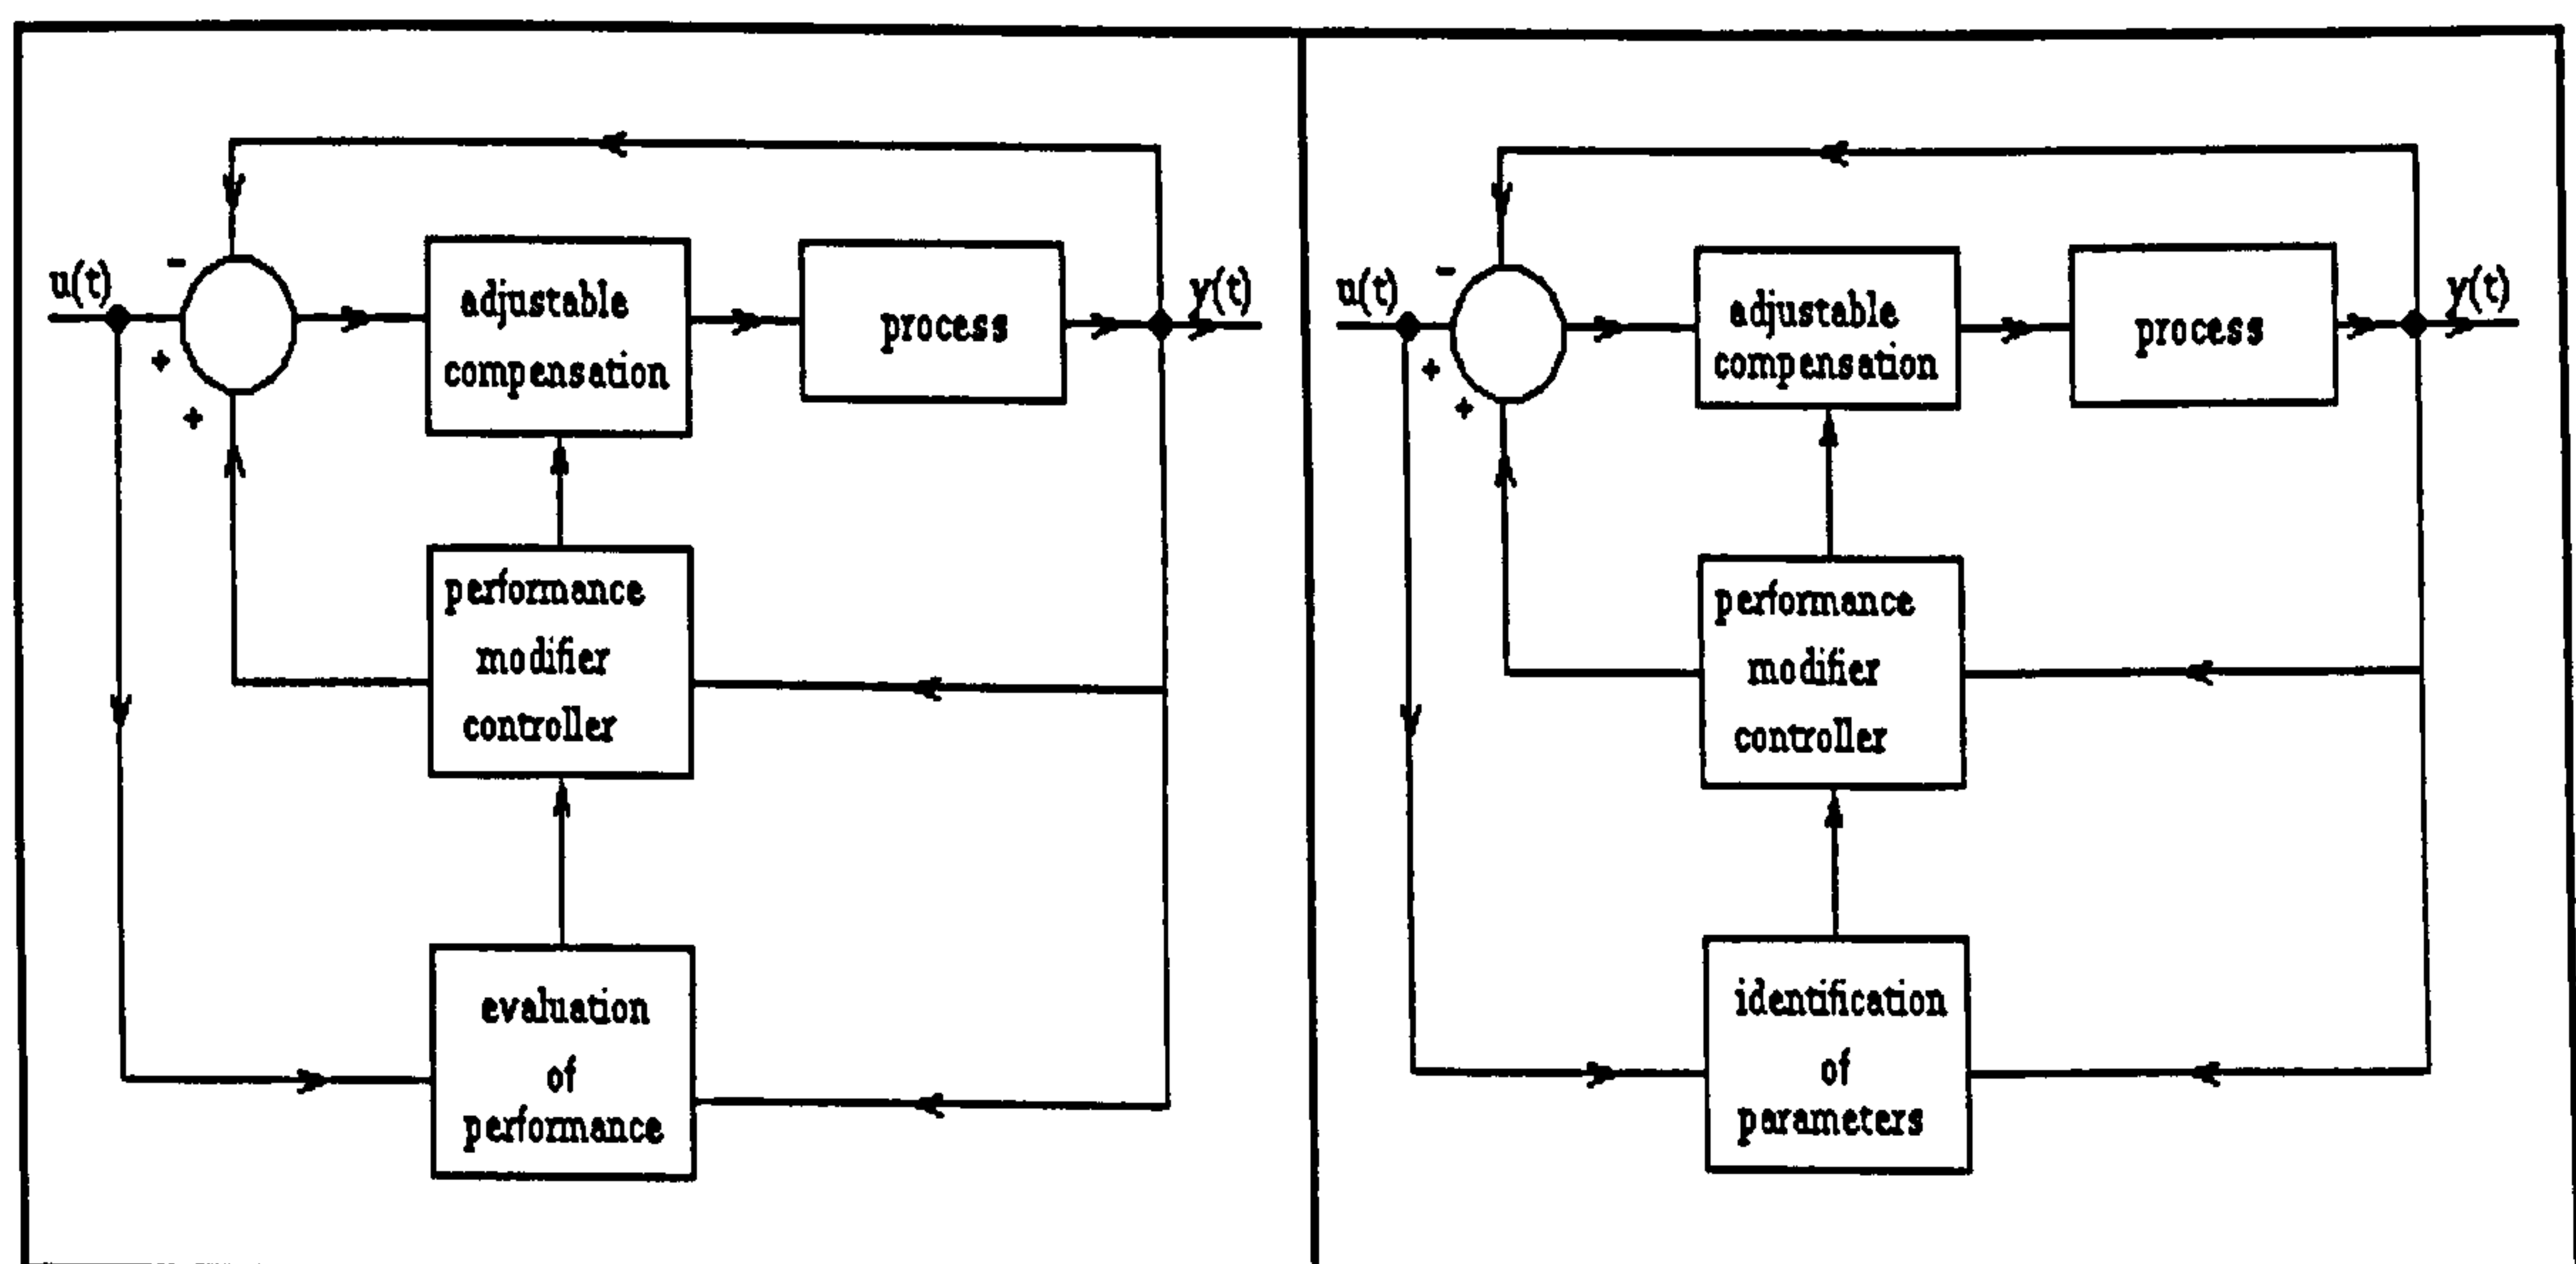 u(t)
-
+
+
adjustable
compensation
process
y(t)
performance
modifier
controller
evaluation
of
performance
u(t)
-
+
+
adjustable
compensation
process
y(t)
performance
modifier
controller
identification
of
parameters